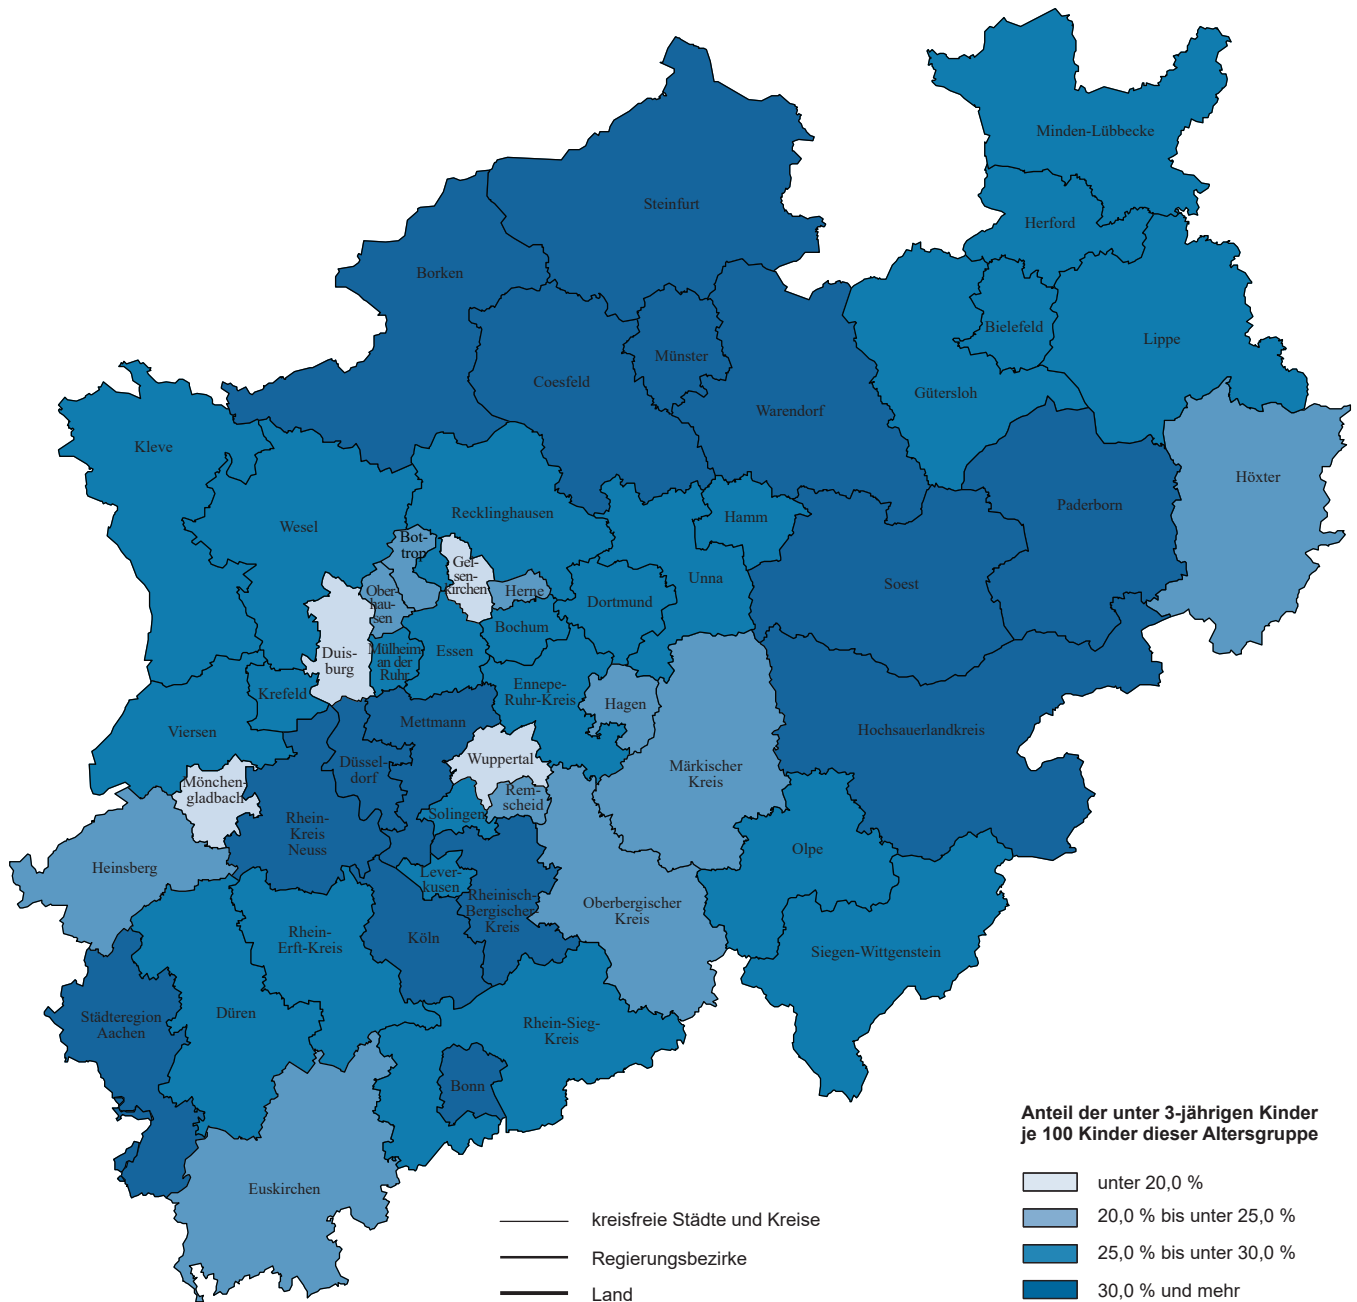 Minden-Lübbecke
Steinfurt
Herford
Borken
Bielefeld
Lippe
Münster
Coesfeld
Gütersloh
Warendorf
Kleve
Höxter
Paderborn
Recklinghausen
Hamm
Wesel
Bot-
trop
Gel-
sen-
kirchen
Unna
Soest
Ober-
hau-
sen
Herne
Dortmund
Bochum
Duis-
burg
Mülheim
an der
Ruhr
Essen
Krefeld
Ennepe-
Ruhr-Kreis
Hagen
Viersen
Mettmann
Hochsauerlandkreis
Düssel-
dorf
Wuppertal
Märkischer
Kreis
Mönchen-
gladbach
Rem-
scheid
Solingen
Rhein-
Kreis
Neuss
Olpe
Heinsberg
Lever-
kusen
Rheinisch-
Bergischer-
Kreis
Oberbergischer
Kreis
Rhein-
Erft-Kreis
Köln
Siegen-Wittgenstein
Städteregion
Aachen
Düren
Rhein-Sieg-
Kreis
Bonn
Euskirchen
Anteil der unter 3-jährigen Kinder
je 100 Kinder dieser Altersgruppe
unter 20,0 %
20,0 % bis unter 25,0 %
25,0 % bis unter 30,0 %
30,0 % und mehr
kreisfreie Städte und Kreise
Regierungsbezirke
Land